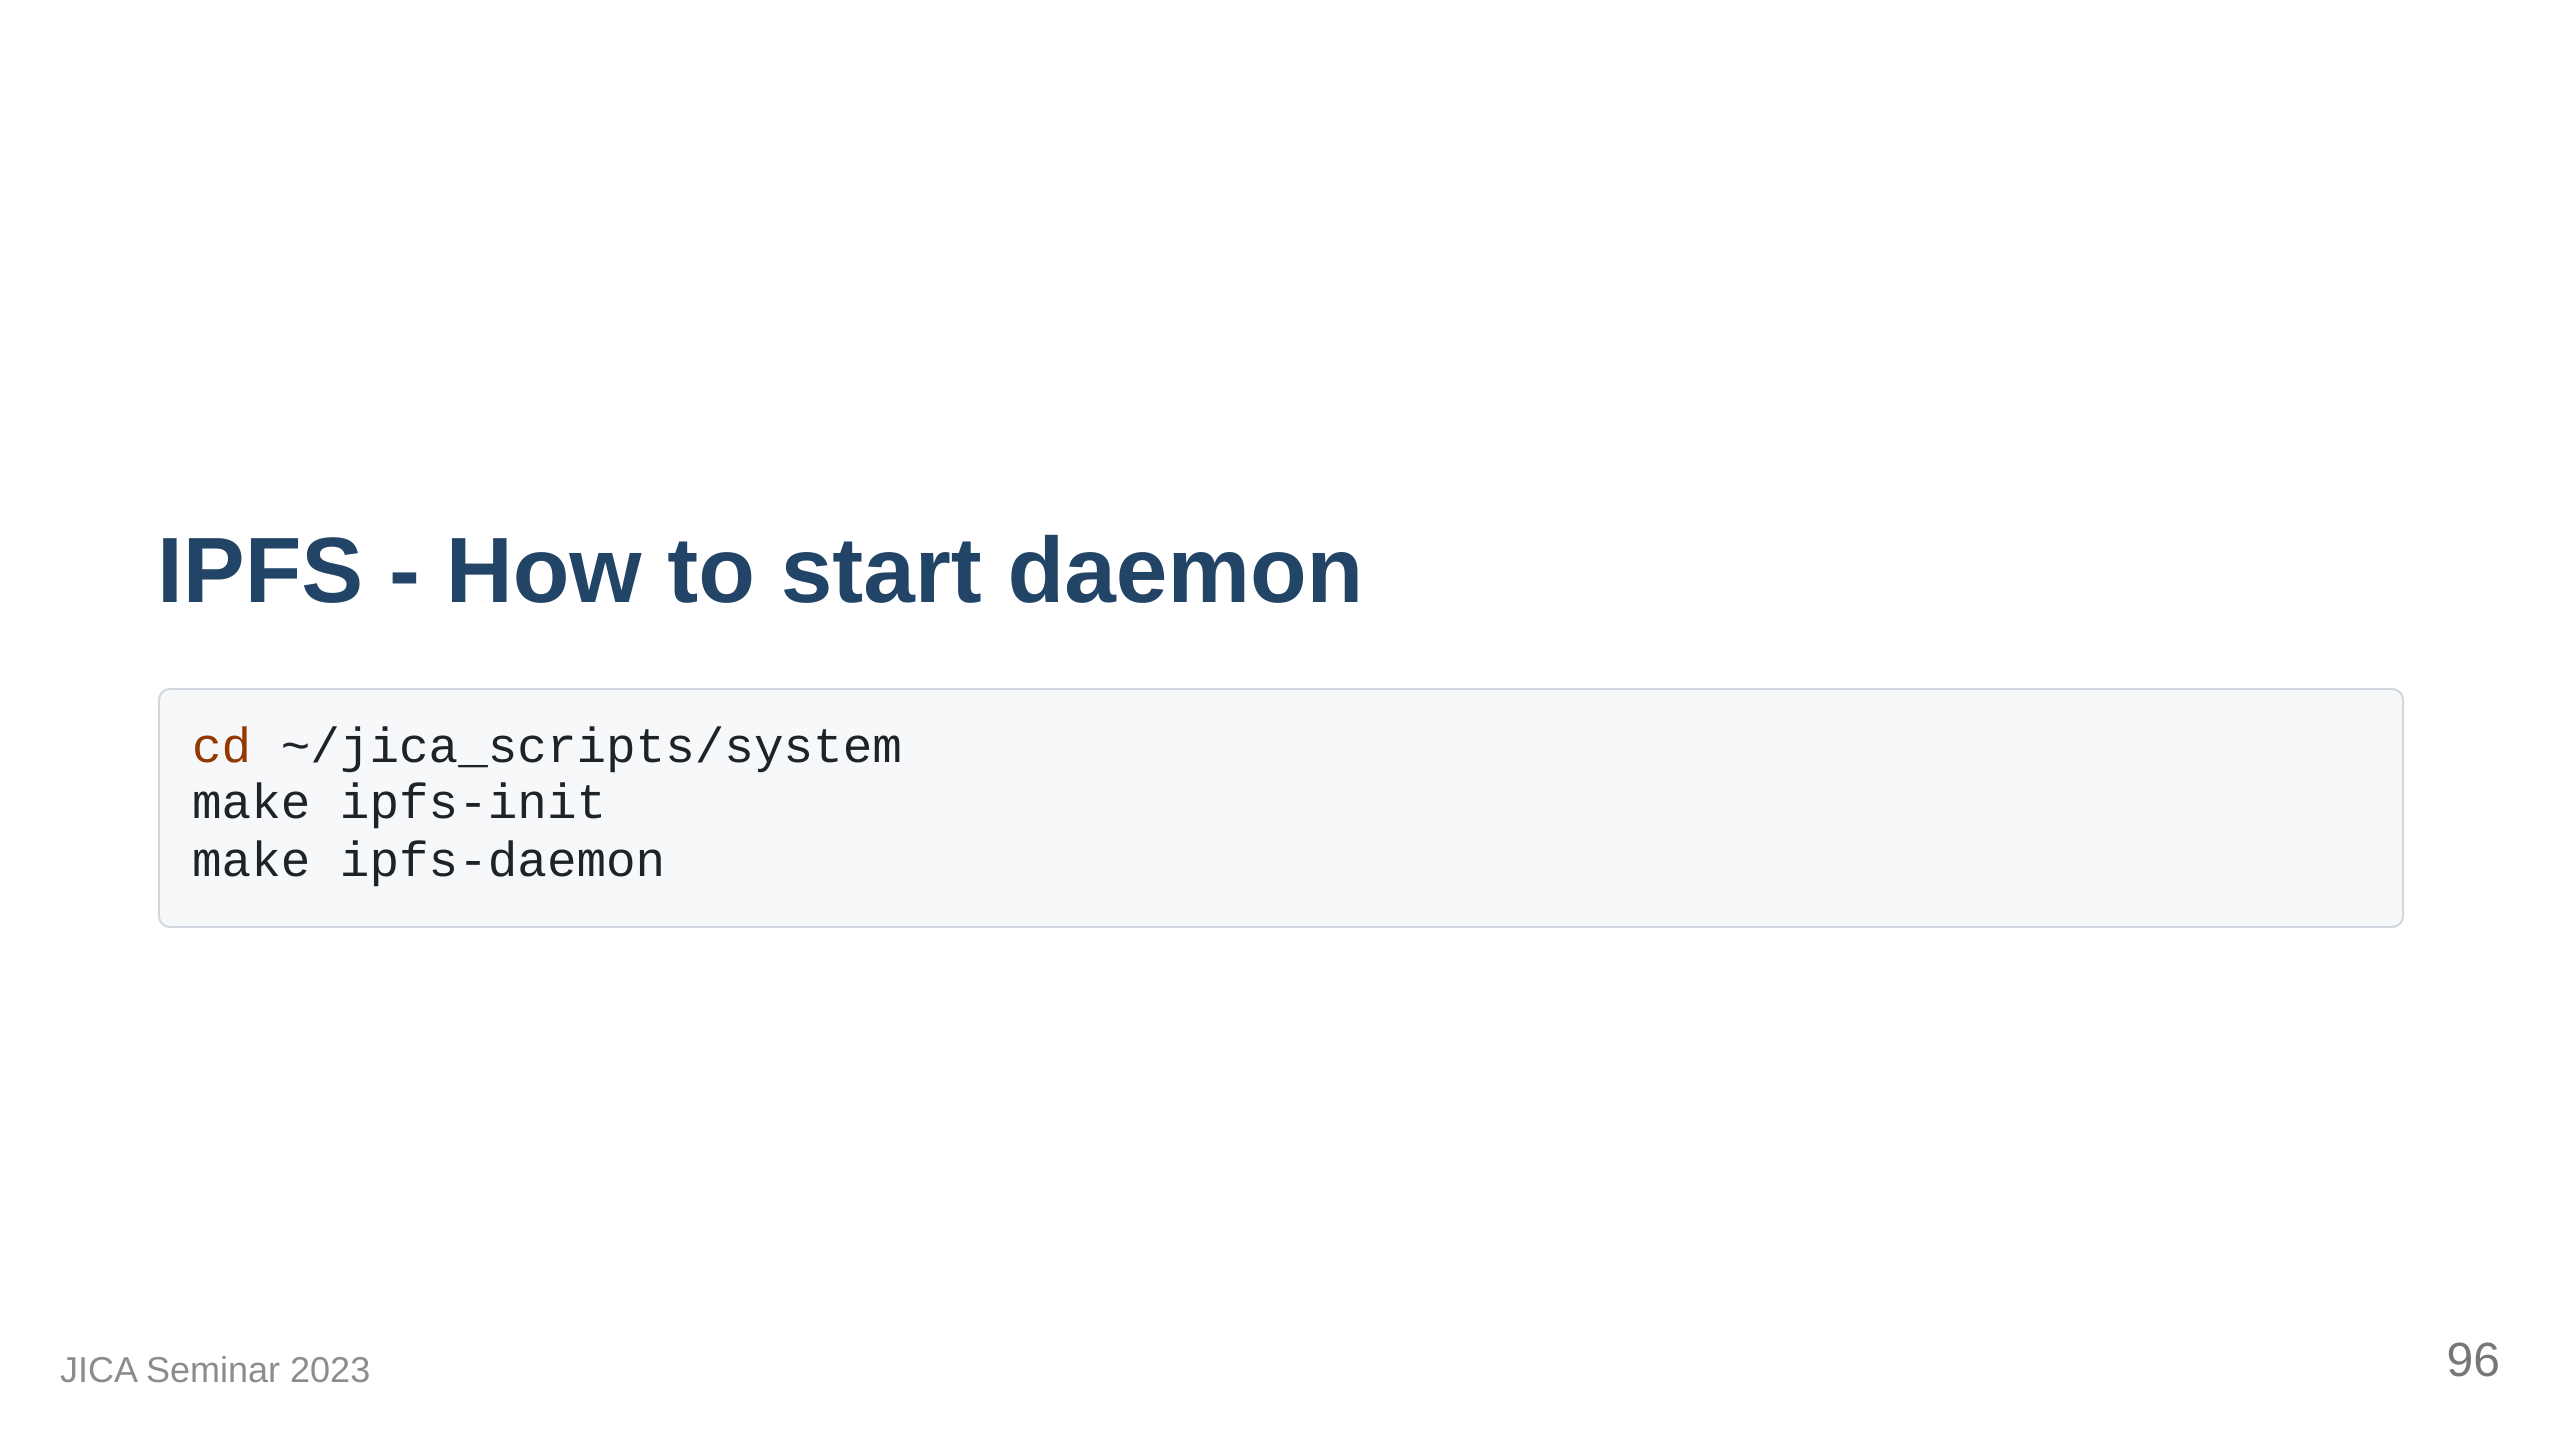 IPFS - How to start daemon
cd ~/jica_scripts/system
make ipfs-init
make ipfs-daemon
JICA Seminar 2023
96